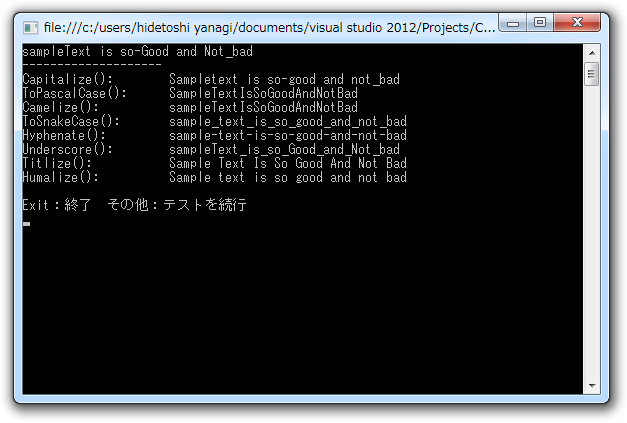 file:///c:/users/hidetoshi yanagi/documents/visual studio 2012/Projects/C...
sampleText is so-Good and Not_bad
--------------------
Capitalize():        Sampletext is so-good and not_bad
ToPascalCase():      SampleTextIsSoGoodAndNotBad
Camelize():          sampleTextIsSoGoodAndNotBad
ToSnakeCase():       sample_text_is_so_good_and_not_bad
Hyphenate():         sample-text-is-so-good-and-not-bad
Underscore():        sampleText_is_so_Good_and_Not_bad
Titlize():           Sample Text Is So Good And Not Bad
Humalize():          Sample text is so good and not bad
Exit：終了　その他：テストを続行